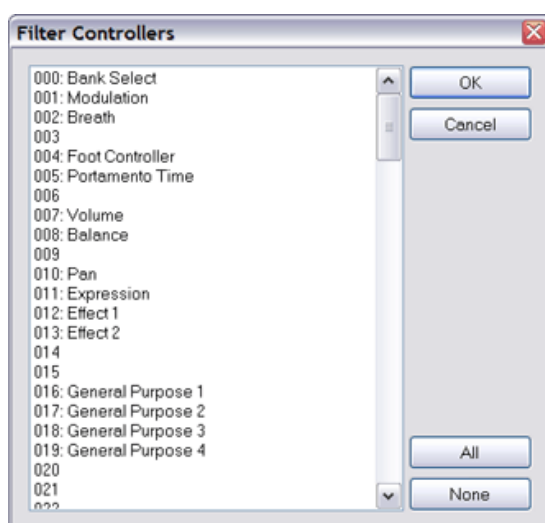 Filter Controllers
000: Bank Select
001: Modulation
002: Breath
003
004: Foot Controller
005: Portamento Time
006
007: Volume
008: Balance
009
010: Pan
011: Expression
012: Effect 1
013: Effect 2
014
015
016: General Purpose 1
017: General Purpose 2
018: General Purpose 3
019: General Purpose 4
020
021
022
OK
Cancel
All
None